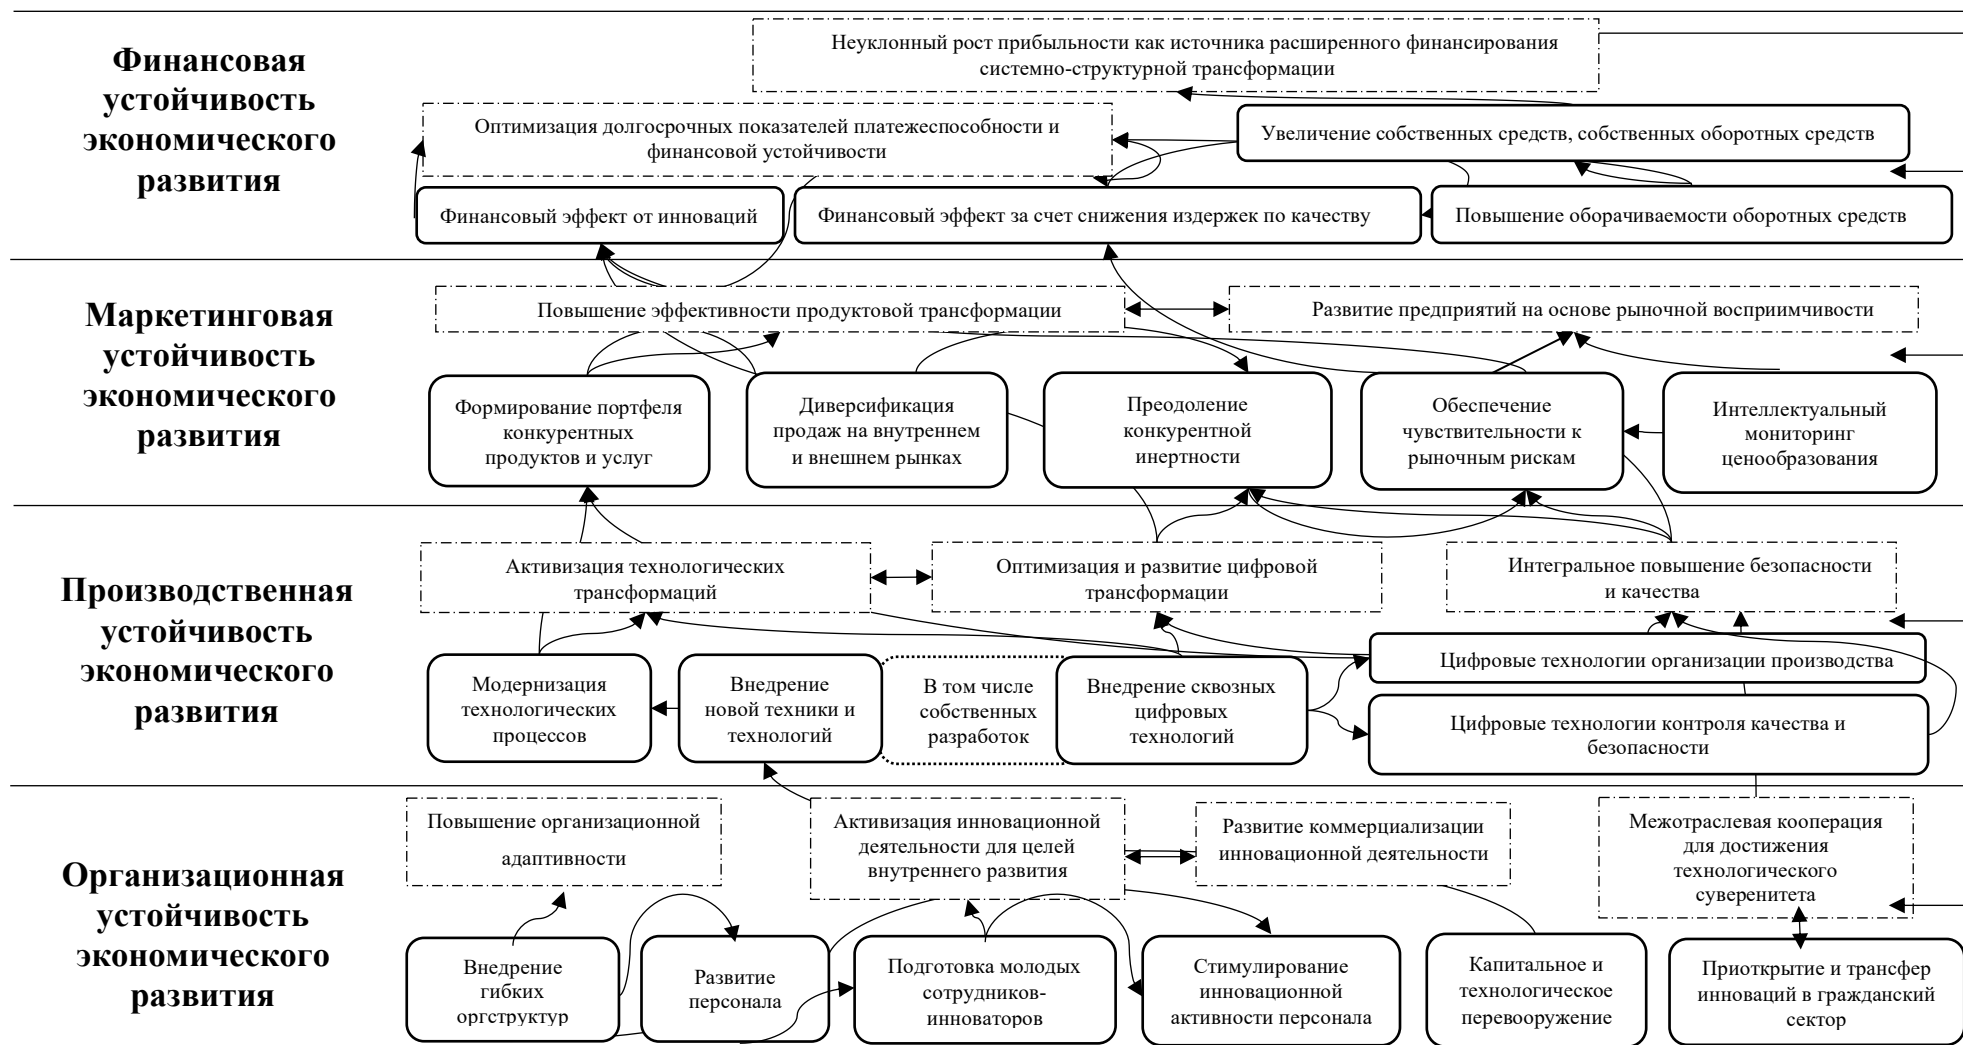 Финансовая
устойчивость
экономического
развития
Неуклонный рост прибыльности как источника расширенного финансирования
системно-структурной трансформации
Оптимизация долгосрочных показателей платежеспособности и
финансовой устойчивости
Увеличение собственных средств, собственных оборотных средств
Финансовый эффект от инноваций
Финансовый эффект за счет снижения издержек по качеству
Повышение оборачиваемости оборотных средств
Маркетинговая
устойчивость
экономического
развития
Повышение эффективности продуктовой трансформации
Развитие предприятий на основе рыночной восприимчивости
Формирование портфеля
конкурентных
продуктов и услуг
Диверсификация
продаж на внутреннем
и внешнем рынках
Преодоление
конкурентной
инертности
Обеспечение
чувствительности к
рыночным рискам
Интеллектуальный
мониторинг
ценообразования
Производственная
устойчивость
экономического
развития
Активизация технологических
трансформаций
Оптимизация и развитие цифровой
трансформации
Интегральное повышение безопасности
и качества
Модернизация
технологических
процессов
Внедрение
новой техники и
технологий
В том числе
собственных
разработок
Внедрение сквозных
цифровых
технологий
Цифровые технологии организации производства
Цифровые технологии контроля качества и
безопасности
Организационная
устойчивость
экономического
развития
Повышение организационной
адаптивности
Активизация инновационной
деятельности для целей
внутреннего развития
Развитие коммерциализации
инновационной деятельности
Межотраслевая кооперация
для достижения
технологического
суверенитета
Внедрение
гибких
оргструктур
Развитие
персонала
Подготовка молодых
сотрудников-
инноваторов
Стимулирование
инновационной
активности персонала
Капитальное и
технологическое
перевооружение
Приоткрытие и трансфер
инноваций в гражданский
сектор